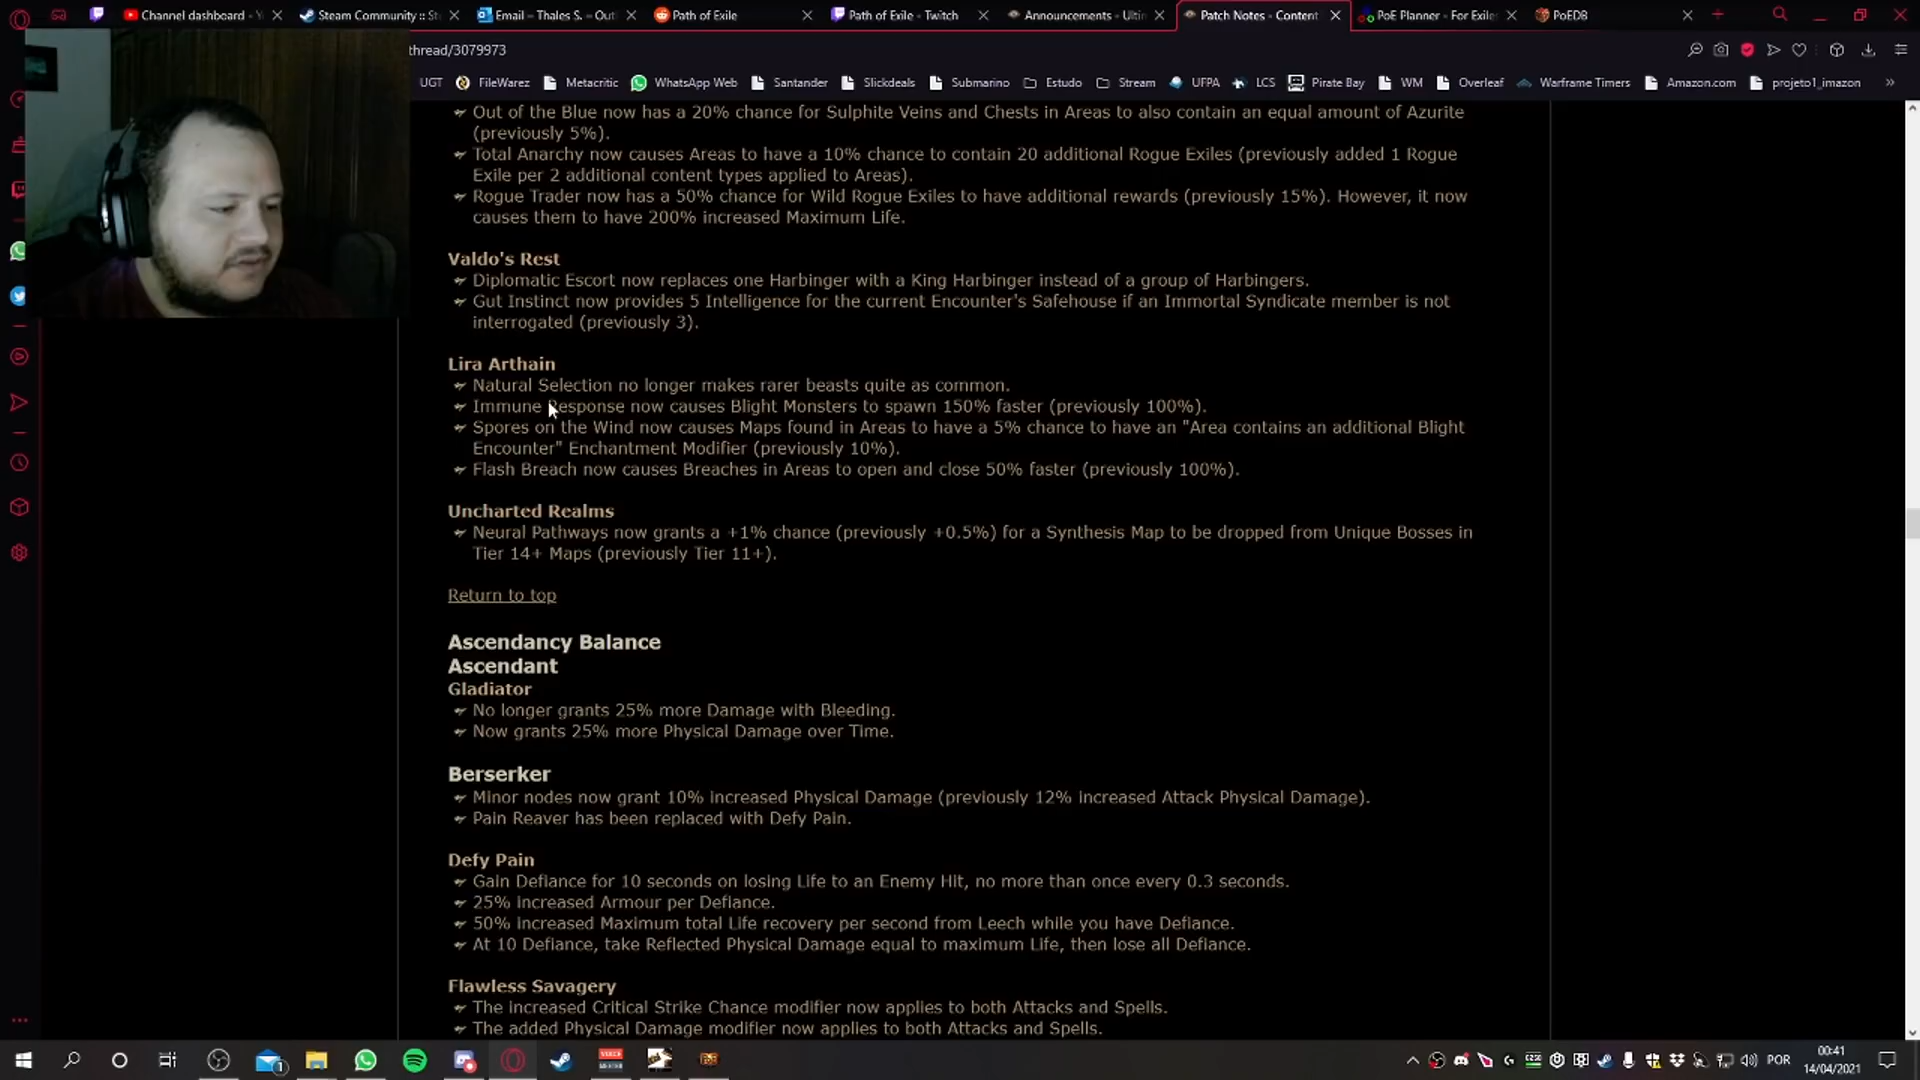 Channel dashboard - Y
Steam Community :: St
Email – Thales S. – Outl
Path of Exile
Path of Exile - Twitch
Announcements - Ultin
Patch Notes - Content
PoE Planner - For Exile
PoEDB
thread/3079973
UGT
FileWarez
Metacritic
WhatsApp Web
Santander
Slickdeals
Submarino
Estudo
Stream
UFPA
LCS
Pirate Bay
WM
Overleaf
Warframe Timers
Amazon.com
projeto1_imazon
»
Out of the Blue now has a 20% chance for Sulphite Veins and Chests in Areas to also contain an equal amount of Azurite
(previously 5%).
Total Anarchy now causes Areas to have a 10% chance to contain 20 additional Rogue Exiles (previously added 1 Rogue
Exile per 2 additional content types applied to Areas).
Rogue Trader now has a 50% chance for Wild Rogue Exiles to have additional rewards (previously 15%). However, it now
causes them to have 200% increased Maximum Life.
Valdo's Rest
Diplomatic Escort now replaces one Harbinger with a King Harbinger instead of a group of Harbingers.
Gut Instinct now provides 5 Intelligence for the current Encounter's Safehouse if an Immortal Syndicate member is not
interrogated (previously 3).
Lira Arthain
Natural Selection no longer makes rarer beasts quite as common.
Immune Response now causes Blight Monsters to spawn 150% faster (previously 100%).
Spores on the Wind now causes Maps found in Areas to have a 5% chance to have an "Area contains an additional Blight
Encounter" Enchantment Modifier (previously 10%).
Flash Breach now causes Breaches in Areas to open and close 50% faster (previously 100%).
Uncharted Realms
Neural Pathways now grants a +1% chance (previously +0.5%) for a Synthesis Map to be dropped from Unique Bosses in
Tier 14+ Maps (previously Tier 11+).
Return to top
Ascendancy Balance
Ascendant
Gladiator
No longer grants 25% more Damage with Bleeding.
Now grants 25% more Physical Damage over Time.
Berserker
Minor nodes now grant 10% increased Physical Damage (previously 12% increased Attack Physical Damage).
Pain Reaver has been replaced with Defy Pain.
Defy Pain
Gain Defiance for 10 seconds on losing Life to an Enemy Hit, no more than once every 0.3 seconds.
25% increased Armour per Defiance.
50% increased Maximum total Life recovery per second from Leech while you have Defiance.
At 10 Defiance, take Reflected Physical Damage equal to maximum Life, then lose all Defiance.
Flawless Savagery
The increased Critical Strike Chance modifier now applies to both Attacks and Spells.
The added Physical Damage modifier now applies to both Attacks and Spells.
POR
00:41
14/04/2021